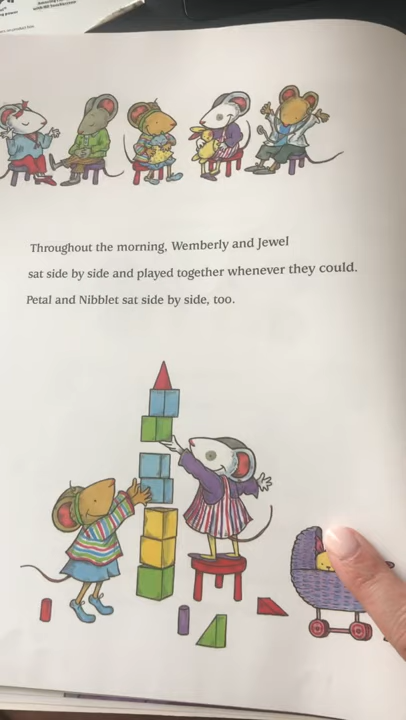 Throughout the morning, Wemberly and Jewel
sat side by side and played together whenever they could.
Petal and Nibblet sat side by side, too.